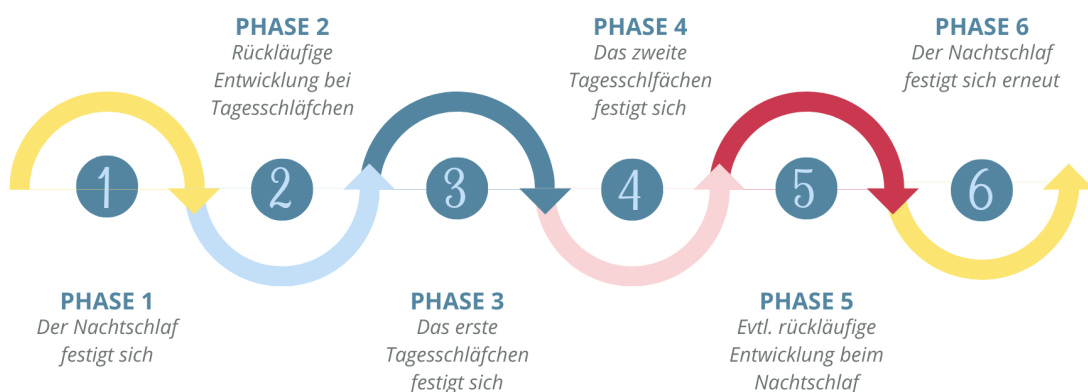 PHASE 2
Rückläufige
Entwicklung bei
Tagesschläfchen
PHASE 4
Das zweite
Tagesschlfächen
festigt sich
PHASE 6
Der Nachtschlaf
festigt sich erneut
1
2
3
4
5
6
PHASE 1
Der Nachtschlaf
festigt sich
PHASE 3
Das erste
Tagesschläfchen
festigt sich
PHASE 5
Evtl. rückläufige
Entwicklung beim
Nachtschlaf